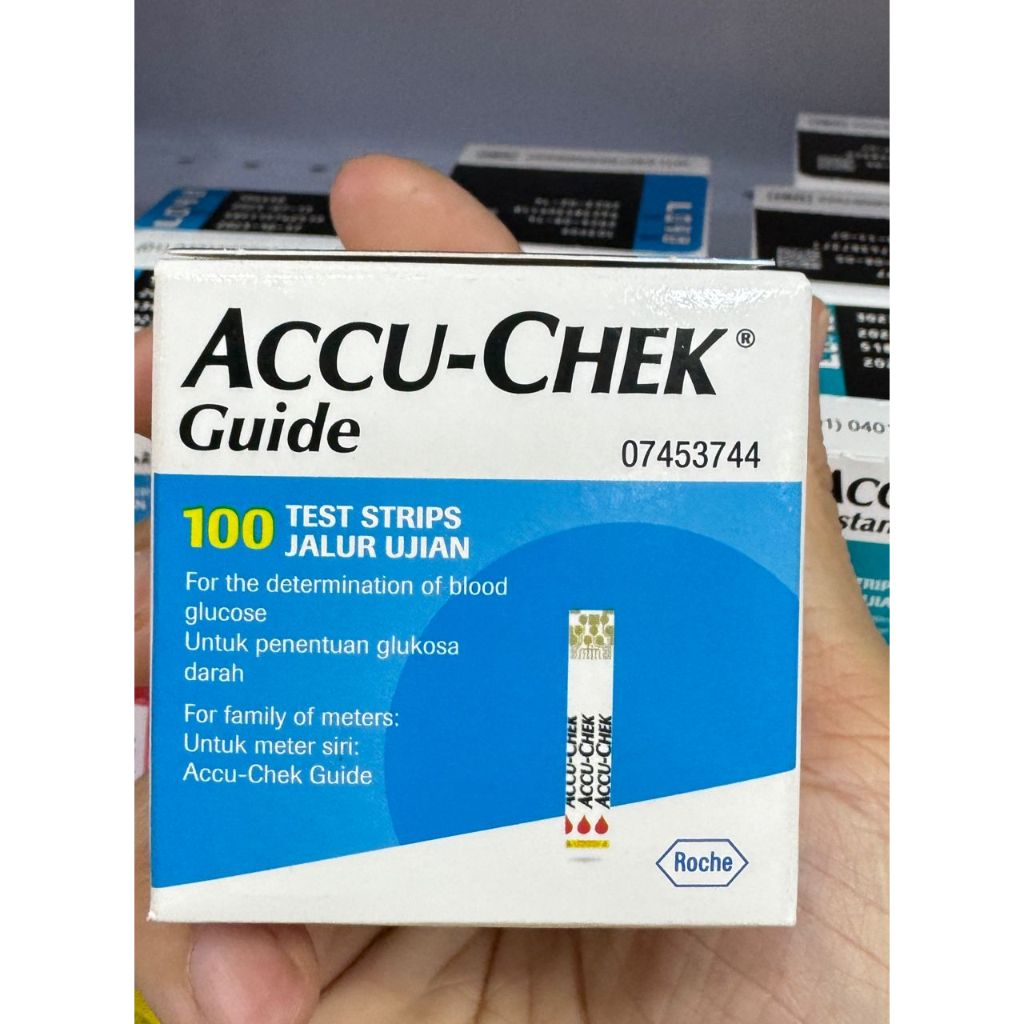 ACCU-CHEK®
Guide
07453744
100 TEST STRIPS
JALUR UJIAN
For the determination of blood
glucose
Untuk penentuan glukosa
darah
For family of meters:
Untuk meter siri:
Accu-Chek Guide
ACCU-CHEK
ACCU-CHEK
ACCU-CHEK
Roche